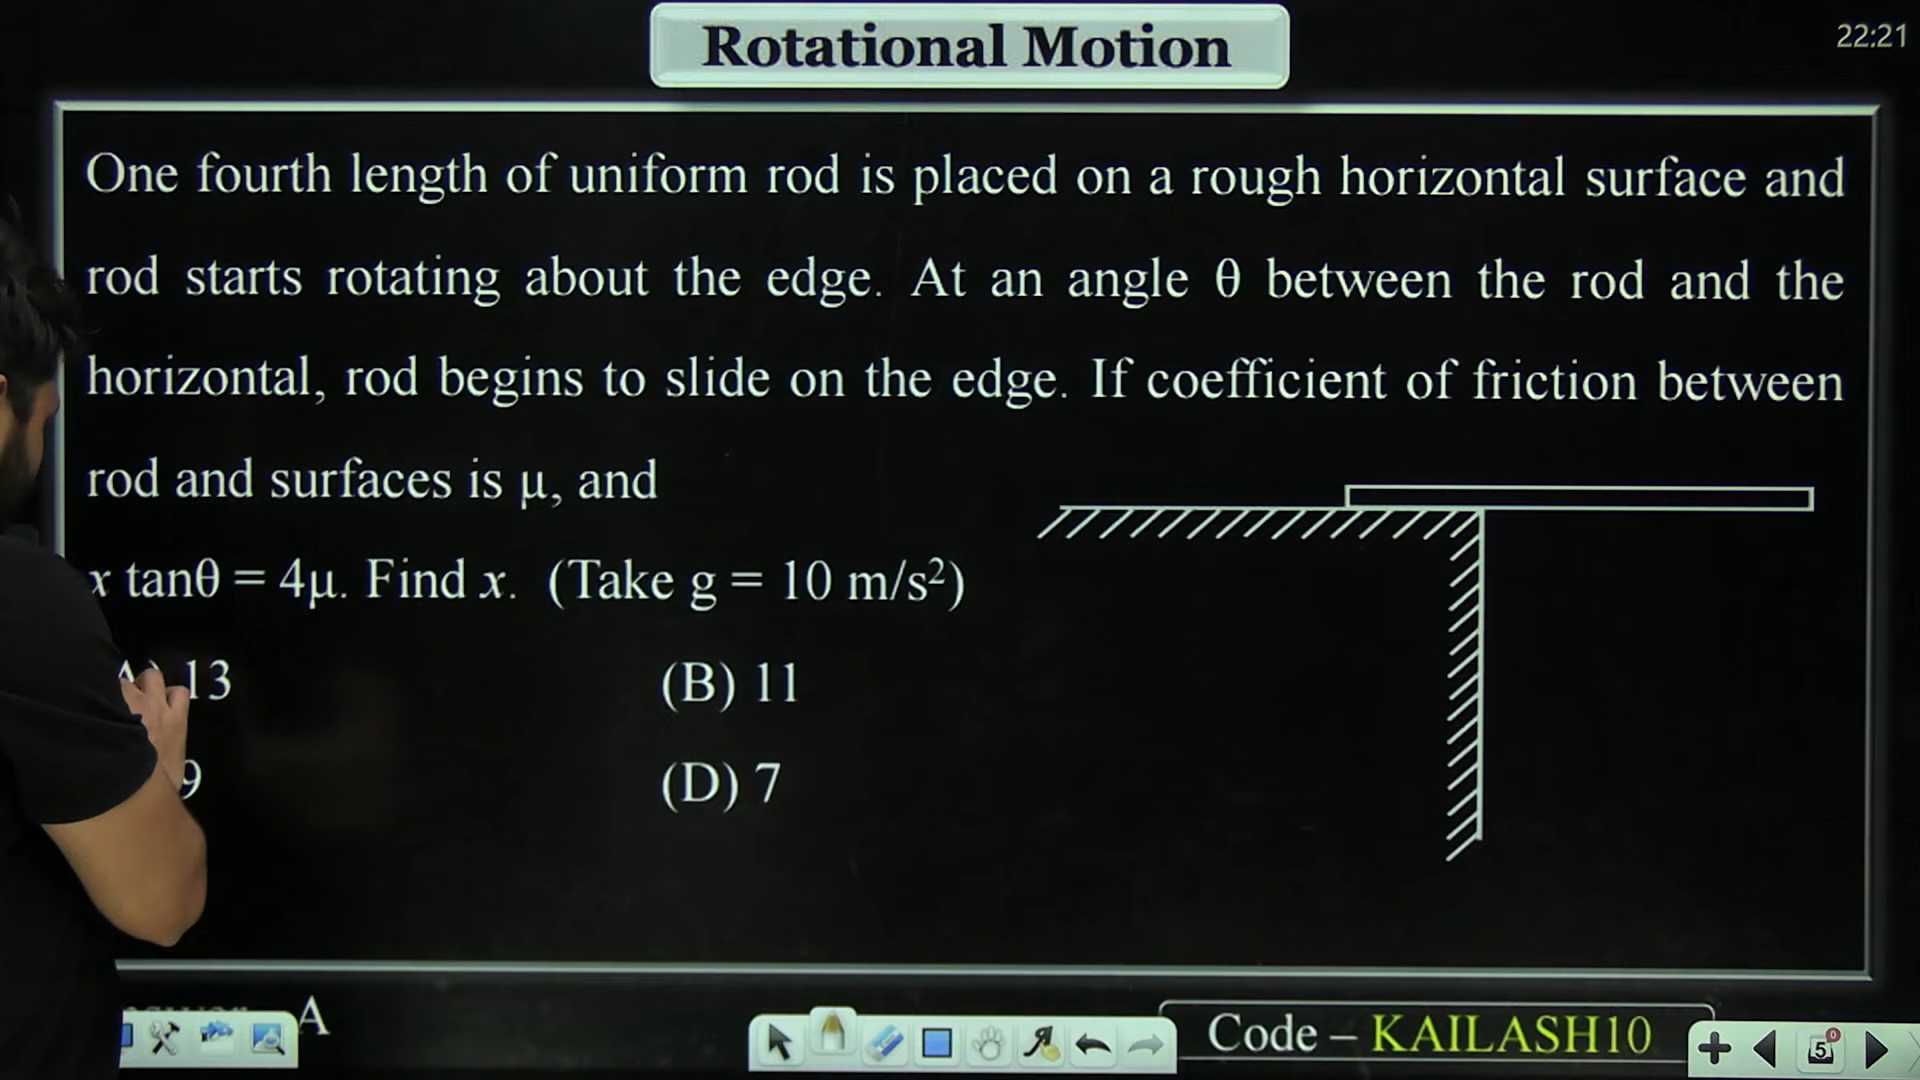 Rotational Motion
22:21
One fourth length of uniform rod is placed on a rough horizontal surface and
rod starts rotating about the edge. At an angle θ between the rod and the
horizontal, rod begins to slide on the edge. If coefficient of friction between
rod and surfaces is μ, and
x tanθ = 4μ. Find x. (Take g = 10 m/s²)
13 (B) 11
9 (D) 7
A
Code – KAILASH10
5
0